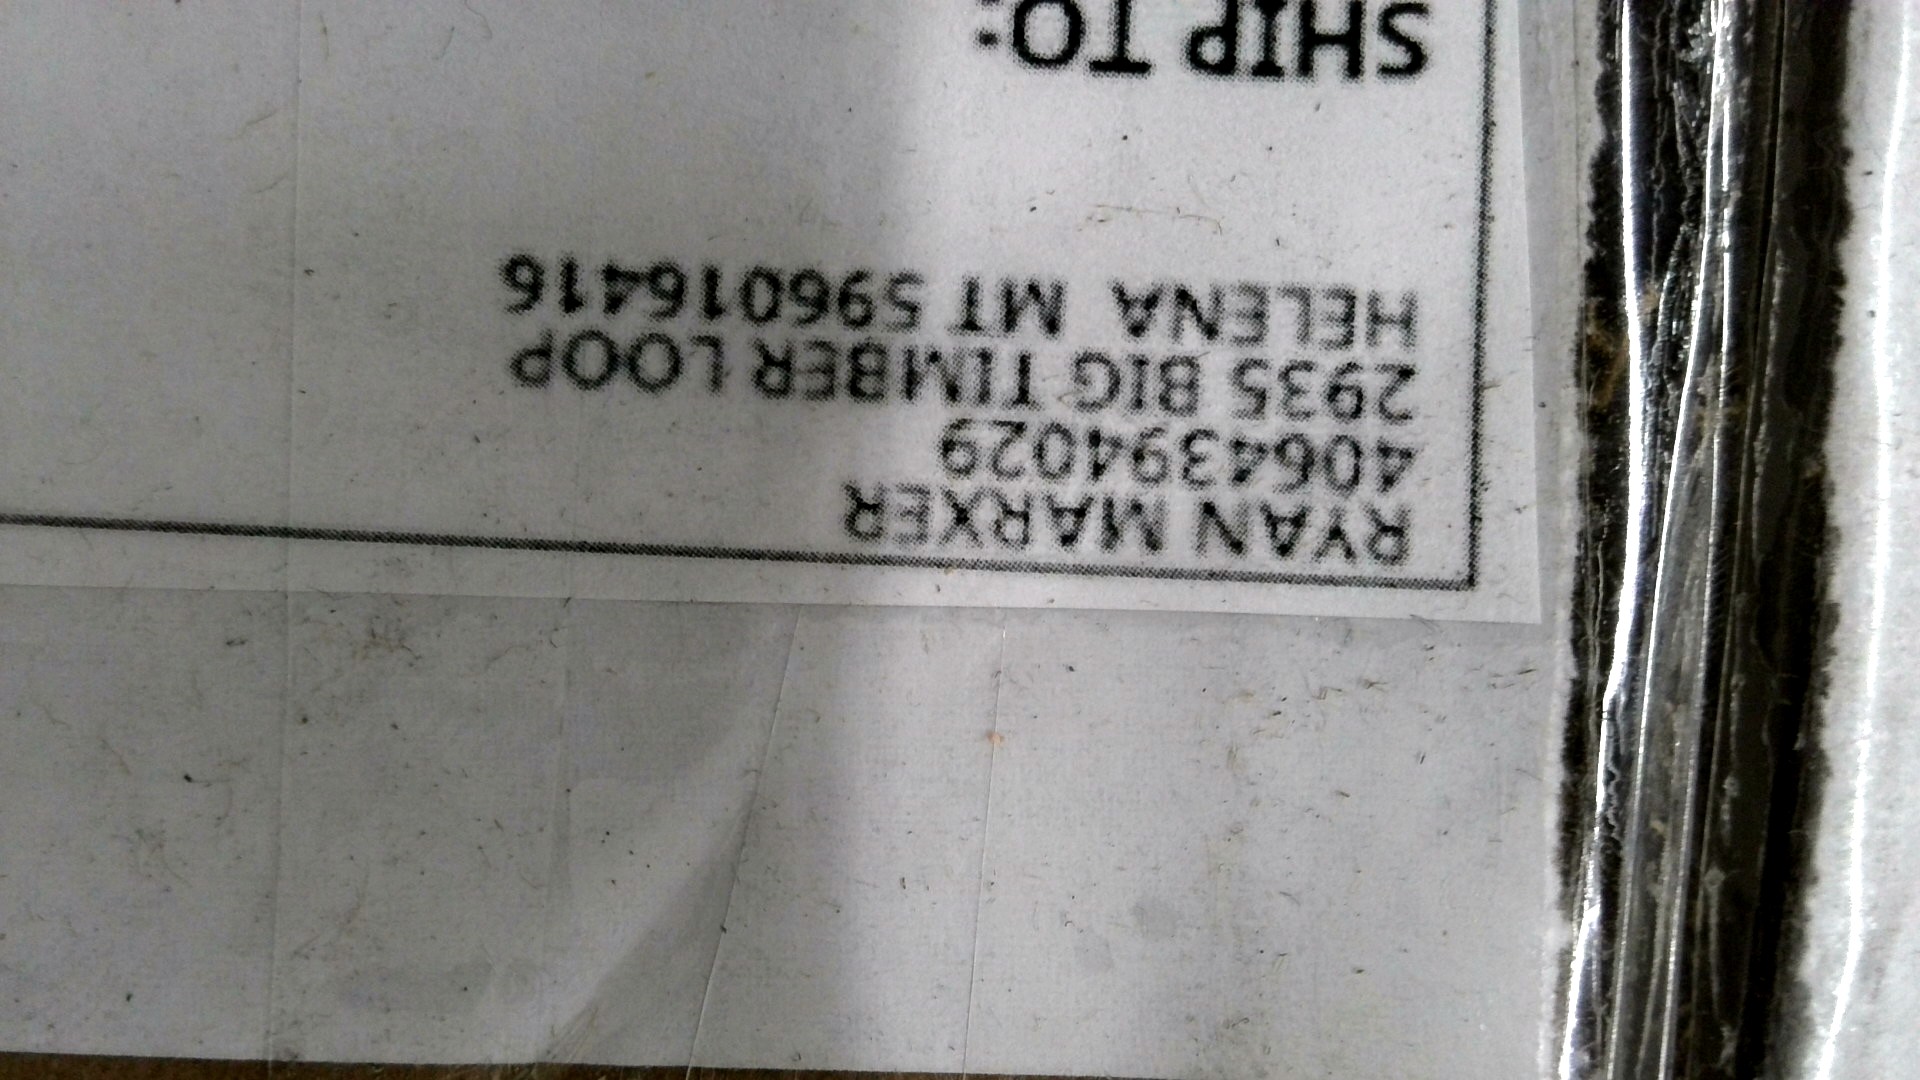 RYAN MARXER
4064394029
2935 BIG TIMBER LOOP
HELENA MT 596016416
SHIP TO: